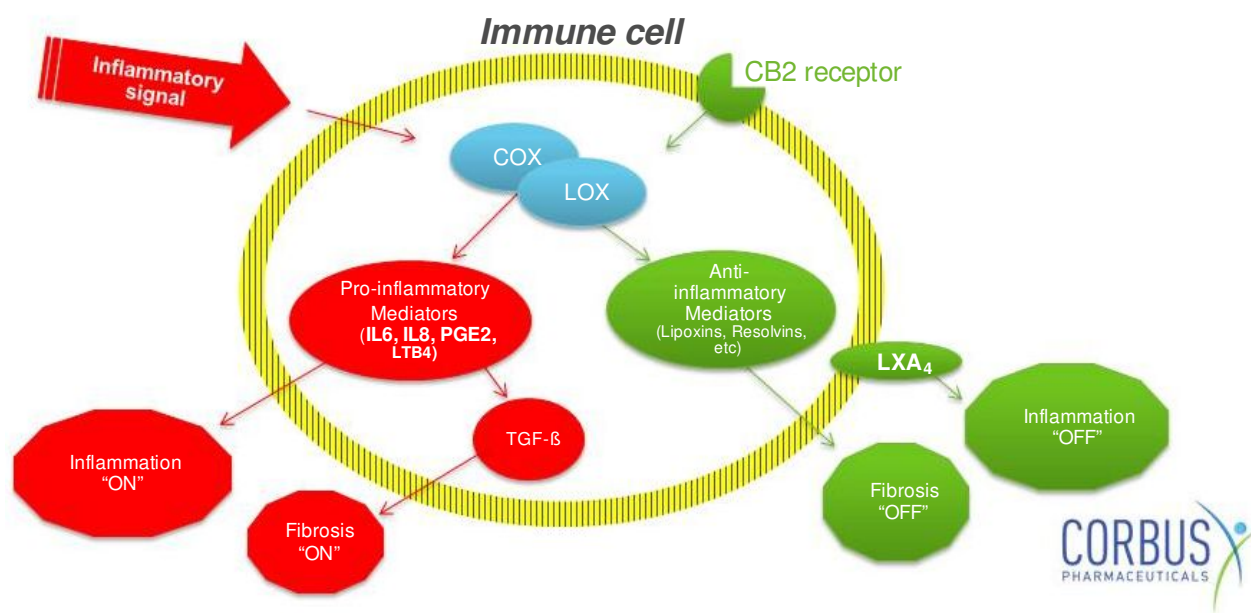 Immune cell
Inflammatory
signal
CB2 receptor
COX
LOX
Pro-inflammatory
Mediators
(IL6, IL8, PGE2,
LTB4)
Anti-
inflammatory
Mediators
(Lipoxins, Resolvins,
etc)
LXA₄
Inflammation
“OFF”
TGF-ß
Inflammation
“ON”
Fibrosis
“OFF”
Fibrosis
“ON”
CORBUS
PHARMACEUTICALS